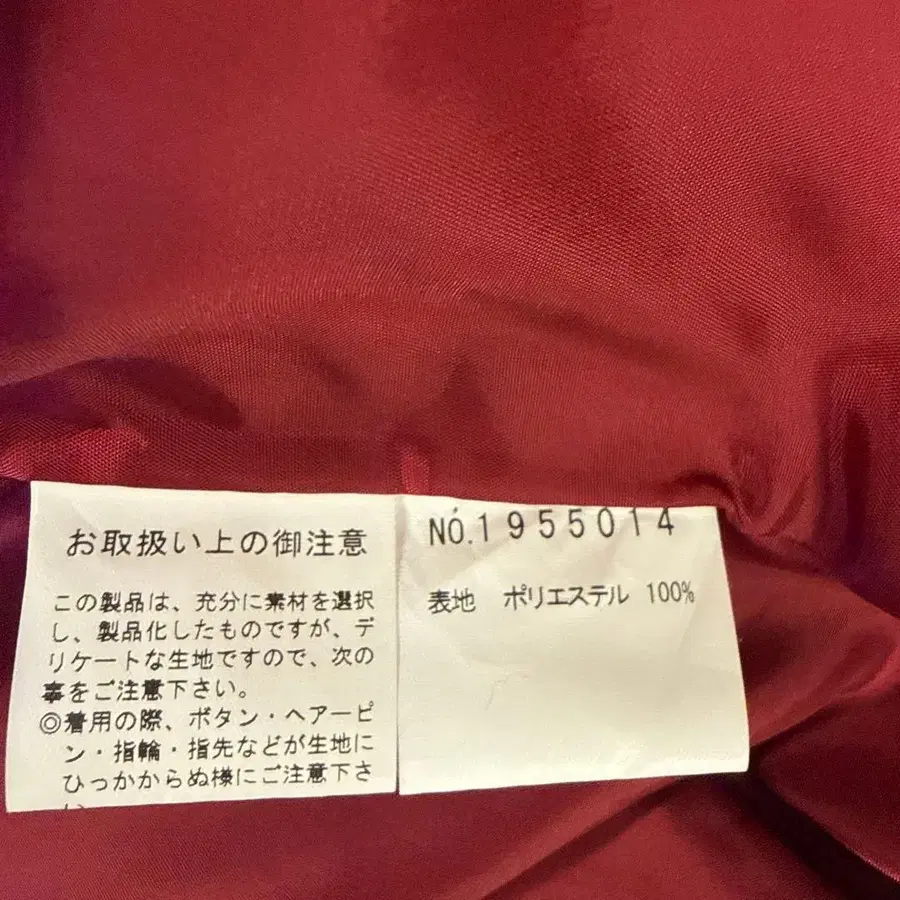 お取扱い上の御注意
この製品は、充分に素材を選択
し、製品化したものですが、デ
リケートな生地ですので、次の
事をご注意下さい。
◎着用の際、ボタン・ヘアーピ
ン・指輪・指先などが生地に
ひっかからぬ様にご注意下さ
No.1955014
表地 ポリエステル 100%